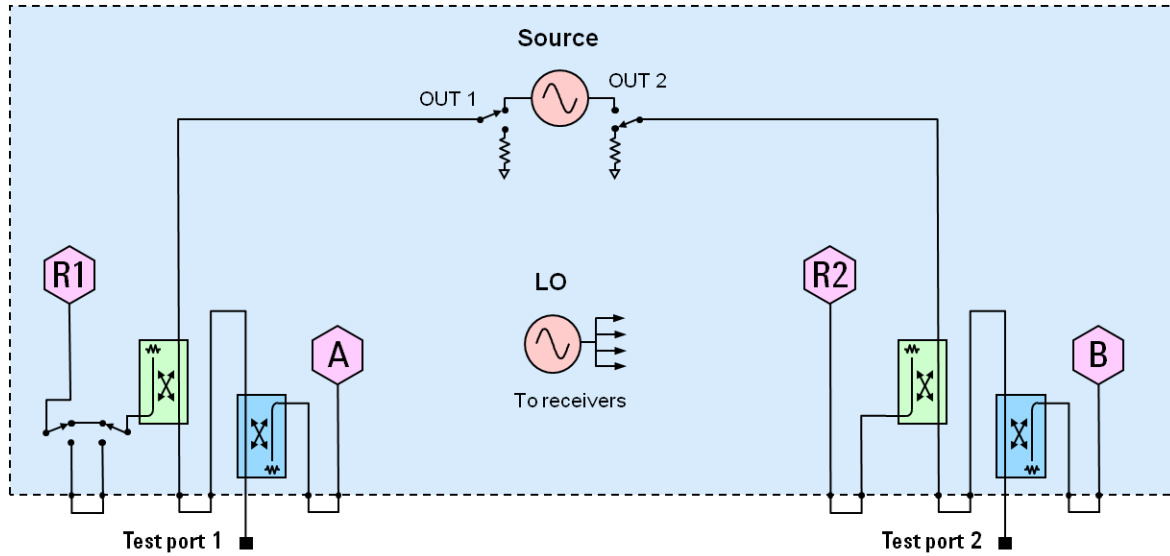 Source
OUT 1
OUT 2
R1
R2
LO
A
B
To receivers
Test port 1
Test port 2